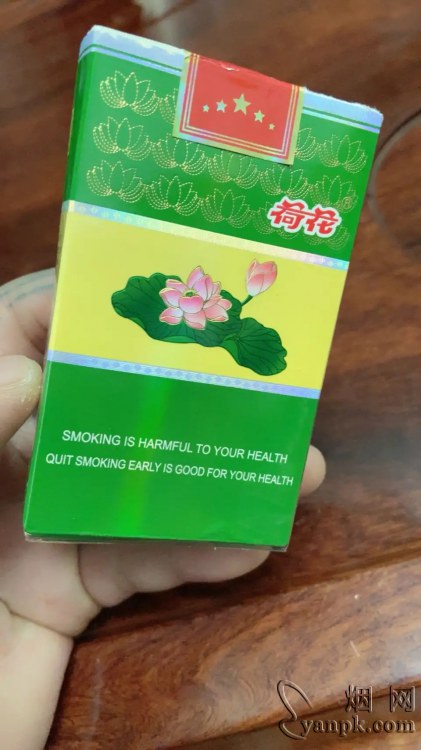 荷花
SMOKING IS HARMFUL TO YOUR HEALTH
QUIT SMOKING EARLY IS GOOD FOR YOUR HEALTH
烟网
yanpk.com